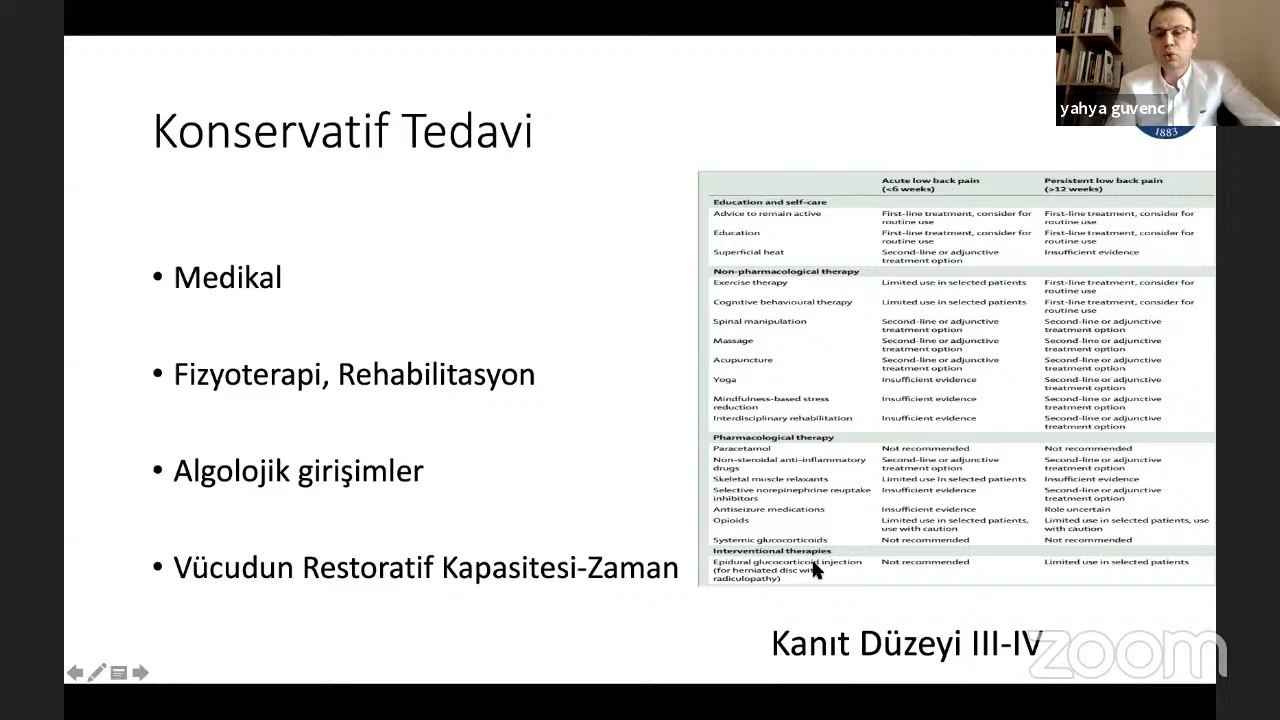 yahya guvenc
1883
Konservatif Tedavi
• Medikal
• Fizyoterapi, Rehabilitasyon
• Algolojik girişimler
• Vücudun Restoratif Kapasitesi-Zaman
Acute low back pain (<6 weeks) Persistent low back pain (>12 weeks)
Education and self-care
Advice to remain active First-line treatment, consider for routine use First-line treatment, consider for routine use
Education First-line treatment, consider for routine use First-line treatment, consider for routine use
Superficial heat Second-line or adjunctive treatment option Insufficient evidence
Non-pharmacological therapy
Exercise therapy Limited use in selected patients First-line treatment, consider for routine use
Cognitive behavioural therapy Limited use in selected patients First-line treatment, consider for routine use
Spinal manipulation Second-line or adjunctive treatment option Second-line or adjunctive treatment option
Massage Second-line or adjunctive treatment option Second-line or adjunctive treatment option
Acupuncture Second-line or adjunctive treatment option Second-line or adjunctive treatment option
Yoga Insufficient evidence Second-line or adjunctive treatment option
Mindfulness-based stress reduction Insufficient evidence Second-line or adjunctive treatment option
Interdisciplinary rehabilitation Insufficient evidence Second-line or adjunctive treatment option
Pharmacological therapy
Paracetamol Not recommended Not recommended
Non-steroidal anti-inflammatory drugs Second-line or adjunctive treatment option Second-line or adjunctive treatment option
Skeletal muscle relaxants Limited use in selected patients Insufficient evidence
Selective norepinephrine reuptake inhibitors Insufficient evidence Second-line or adjunctive treatment option
Antiseizure medications Insufficient evidence Role uncertain
Opioids Limited use in selected patients, use with caution Limited use in selected patients, use with caution
Systemic glucocorticoids Not recommended Not recommended
Interventional therapies
Epidural glucocorticoid injection (for herniated disc with radiculopathy) Not recommended Limited use in selected patients
Kanıt Düzeyi III-IV
zoom